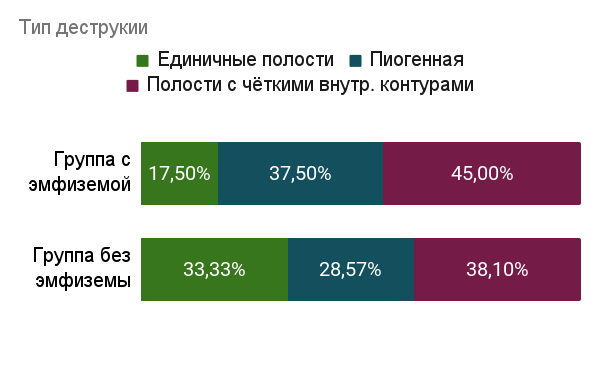 Тип деструкии
Единичные полости Пиогенная
Полости с чёткими внутр. контурами
Группа с
эмфиземой
17,50% 37,50% 45,00%
Группа без
эмфиземы
33,33% 28,57% 38,10%